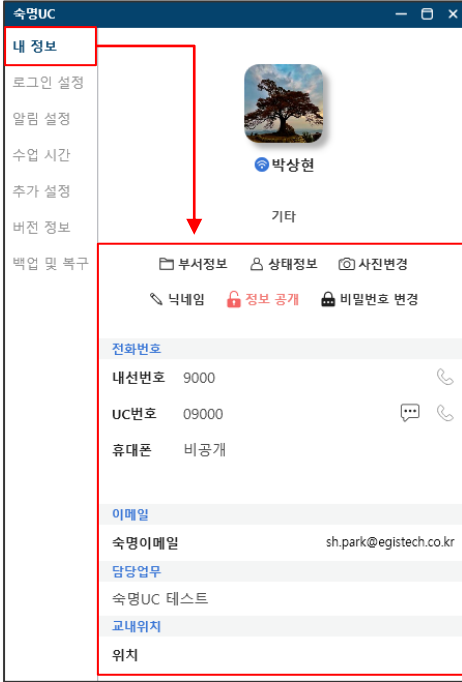 숙명UC
내 정보
로그인 설정
알림 설정
수업 시간
추가 설정
버전 정보
백업 및 복구
박상현
기타
부서정보 상태정보 사진변경
닉네임 정보 공개 비밀번호 변경
전화번호
내선번호 9000
UC번호 09000
휴대폰 비공개
이메일
숙명이메일 sh.park@egistech.co.kr
담당업무
숙명UC 테스트
교내위치
위치